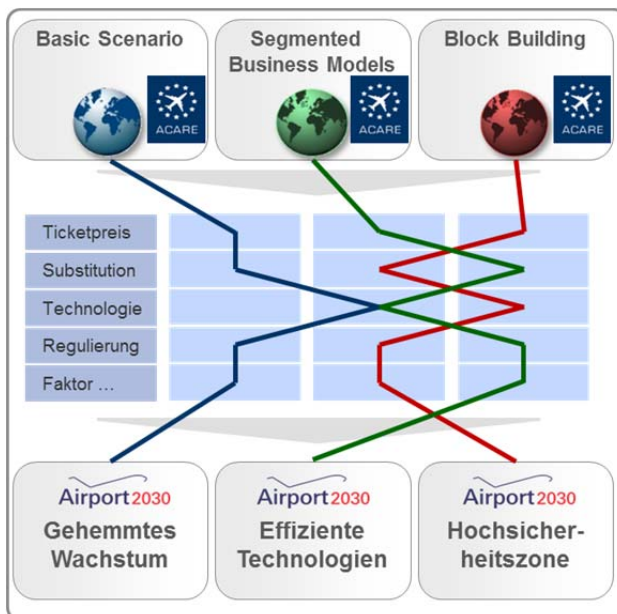 Basic Scenario
Segmented
Business Models
Block Building
ACARE
ACARE
ACARE
Ticketpreis
Substitution
Technologie
Regulierung
Faktor ...
Airport2030
Gehemmtes
Wachstum
Airport2030
Effiziente
Technologien
Airport2030
Hochsicher-
heitszone